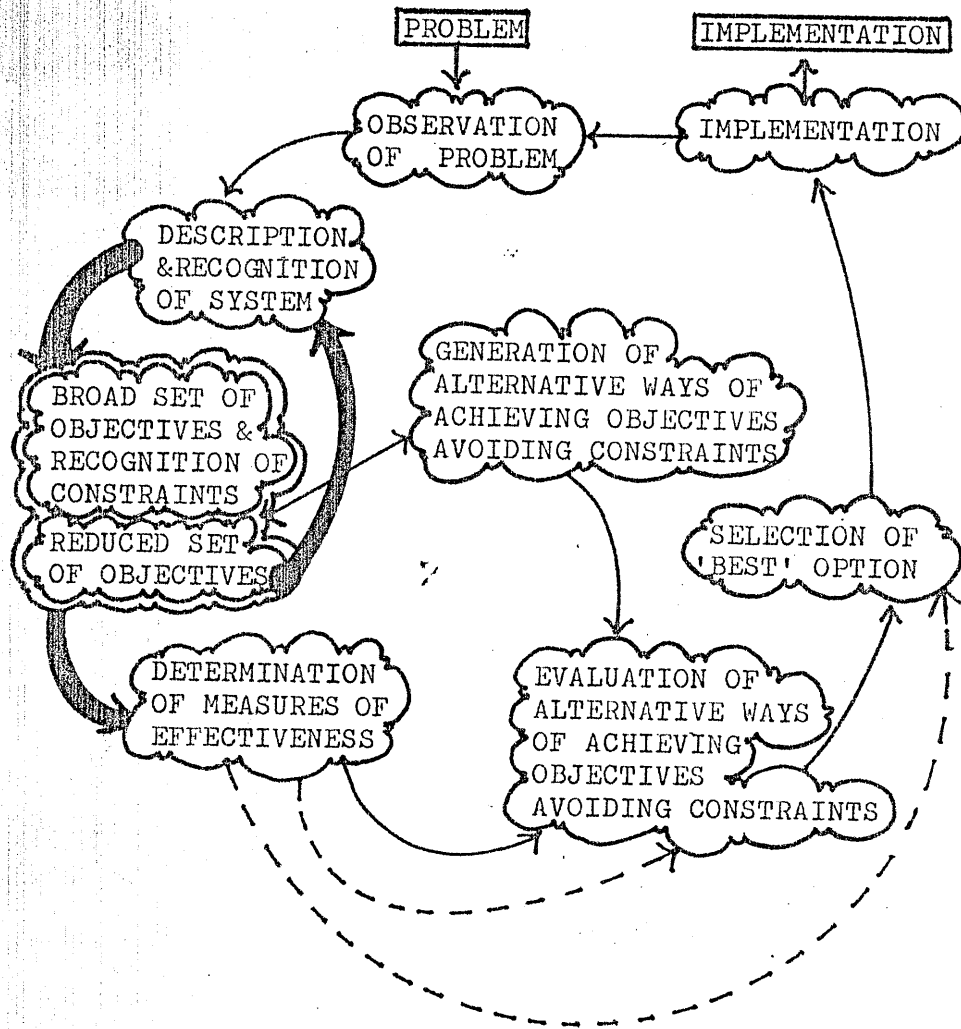 PROBLEM
IMPLEMENTATION
OBSERVATION
OF PROBLEM
IMPLEMENTATION
DESCRIPTION
&RECOGNITION
OF SYSTEM
BROAD SET OF
OBJECTIVES &
RECOGNITION OF
CONSTRAINTS
REDUCED SET
OF OBJECTIVES
GENERATION OF
ALTERNATIVE WAYS OF
ACHIEVING OBJECTIVES
AVOIDING CONSTRAINTS
SELECTION OF
'BEST' OPTION
DETERMINATION
OF MEASURES OF
EFFECTIVENESS
EVALUATION OF
ALTERNATIVE WAYS
OF ACHIEVING
OBJECTIVES
AVOIDING CONSTRAINTS